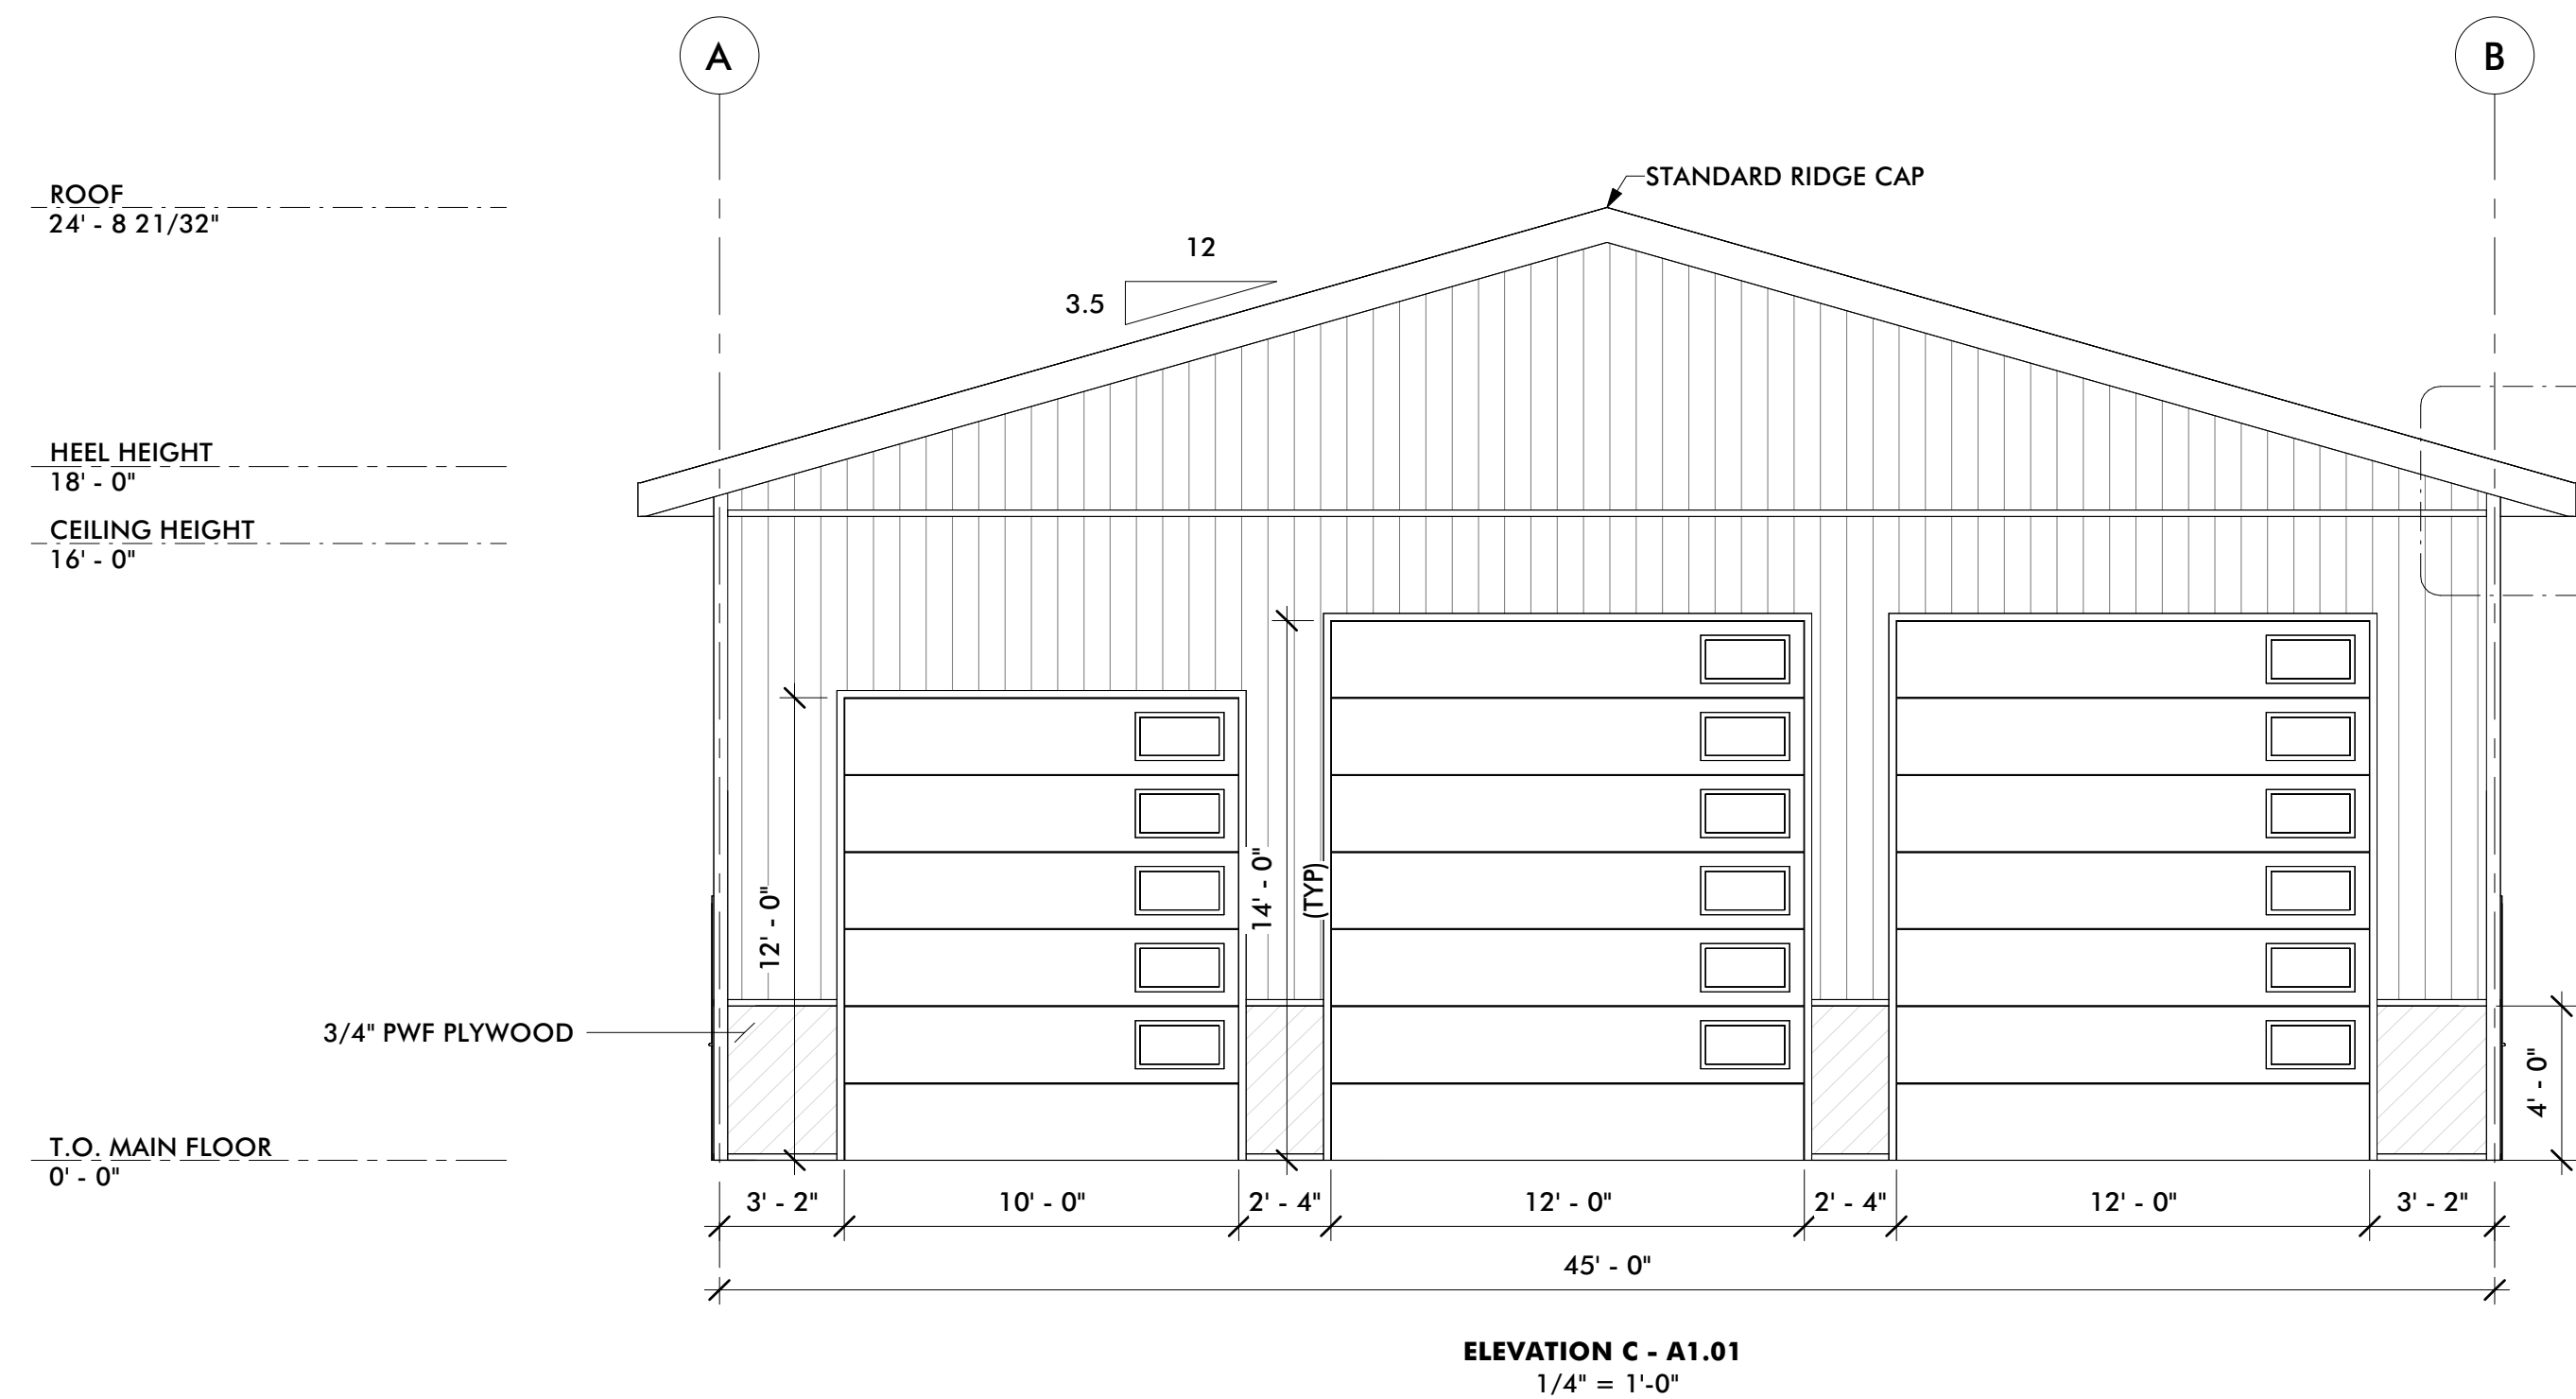 A
B
STANDARD RIDGE CAP
ROOF
24' - 8 21/32"
12
3.5
HEEL HEIGHT
18' - 0"
CEILING HEIGHT
16' - 0"
12' - 0"
14' - 0"
(TYP)
3/4" PWF PLYWOOD
4' - 0"
T.O. MAIN FLOOR
0' - 0"
3' - 2"
10' - 0"
2' - 4"
12' - 0"
2' - 4"
12' - 0"
3' - 2"
45' - 0"
ELEVATION C - A1.01
1/4" = 1'-0"